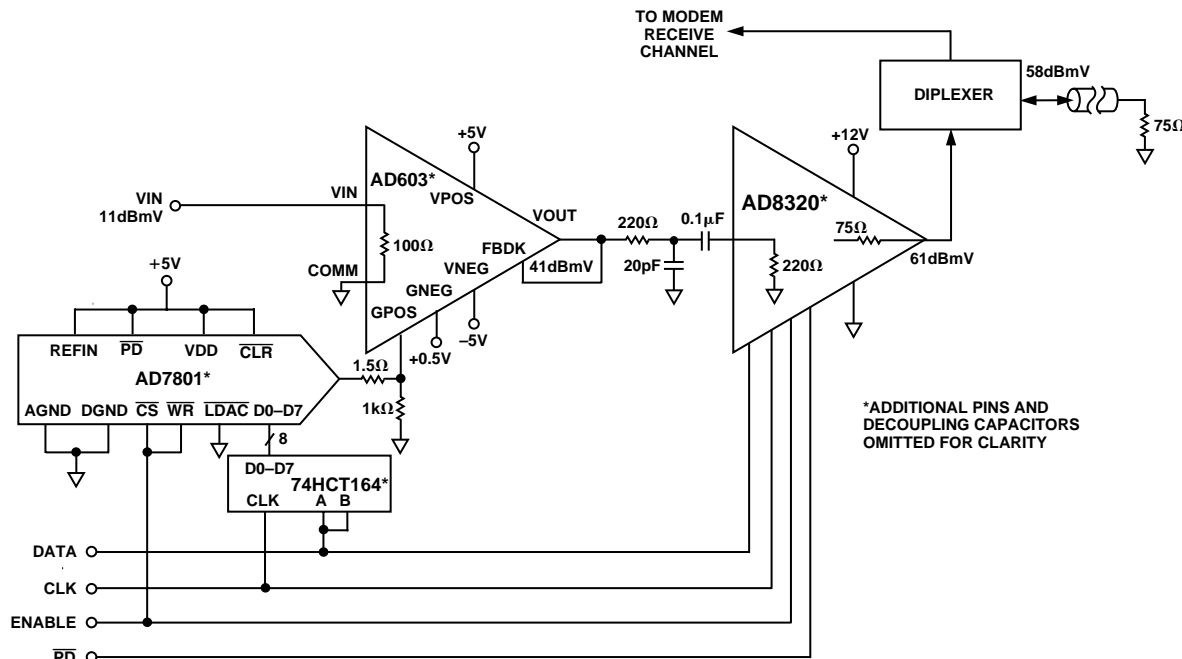 TO MODEM
RECEIVE
CHANNEL
58dBmV
DIPLEXER
75Ω
+5V
+12V
AD603*
VPOS
VIN
11dBmV
VIN
100Ω
COMM
VOUT
FBDK
41dBmV
VNEG
GNEG
GPOS
–5V
+0.5V
220Ω
20pF
0.1µF
AD8320*
75Ω
220Ω
61dBmV
+5V
REFIN
PD
VDD
CLR
AD7801*
AGND
DGND
CS
WR
LDAC
D0–D7
1.5Ω
1kΩ
8
D0–D7
74HCT164*
CLK
A
B
*ADDITIONAL PINS AND
DECOUPLING CAPACITORS
OMITTED FOR CLARITY
DATA
CLK
ENABLE
PD